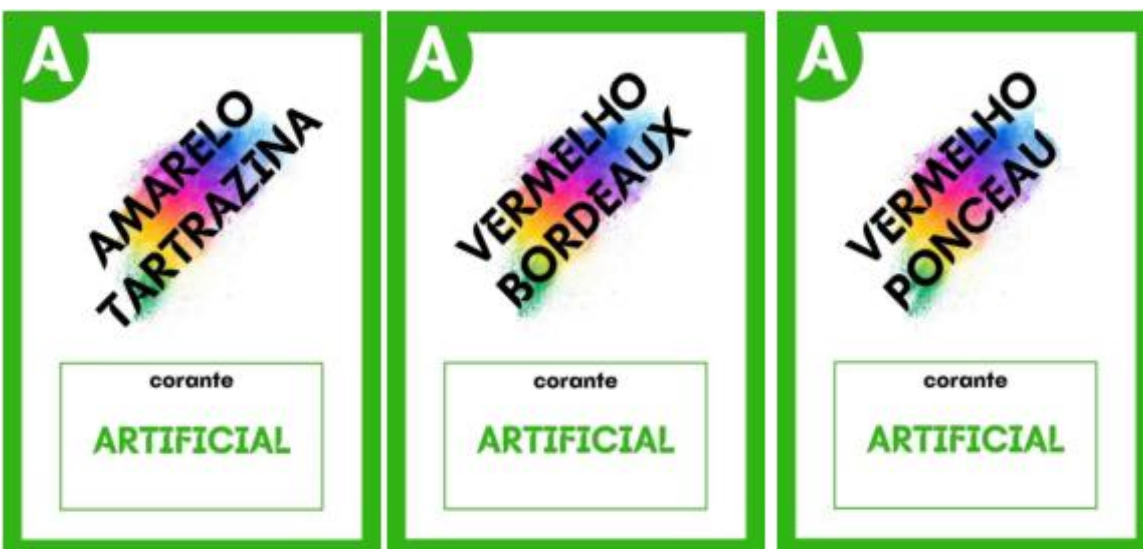 A
AMARELO
TARTRAZINA
corante
ARTIFICIAL
A
VERMELHO
BORDEAUX
corante
ARTIFICIAL
A
VERMELHO
PONCEAU
corante
ARTIFICIAL